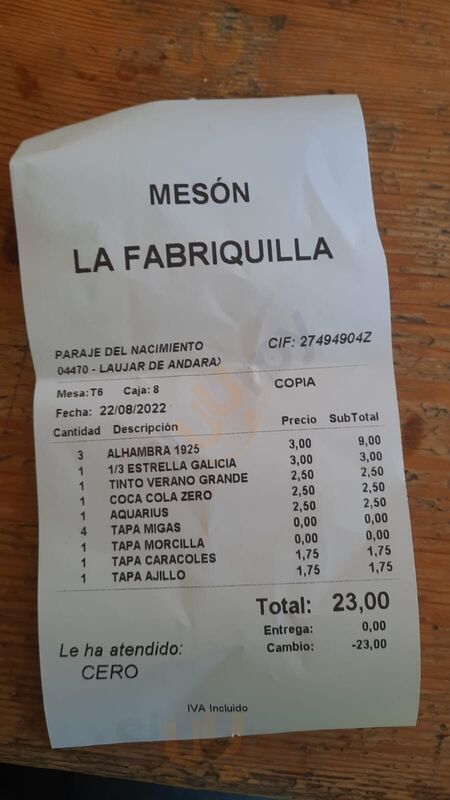 MESÓN
LA FABRIQUILLA
PARAJE DEL NACIMIENTO CIF: 27494904Z
04470 - LAUJAR DE ANDARA
Mesa: T6 Caja: 8 COPIA
Fecha: 22/08/2022
Cantidad Descripción Precio SubTotal
3 ALHAMBRA 1925 3,00 9,00
1 1/3 ESTRELLA GALICIA 3,00 3,00
1 TINTO VERANO GRANDE 2,50 2,50
1 COCA COLA ZERO 2,50 2,50
1 AQUARIUS 2,50 2,50
4 TAPA MIGAS 0,00 0,00
1 TAPA MORCILLA 0,00 0,00
1 TAPA CARACOLES 1,75 1,75
1 TAPA AJILLO 1,75 1,75
Total: 23,00
Entrega: 0,00
Cambio: -23,00
Le ha atendido:
CERO
IVA Incluido